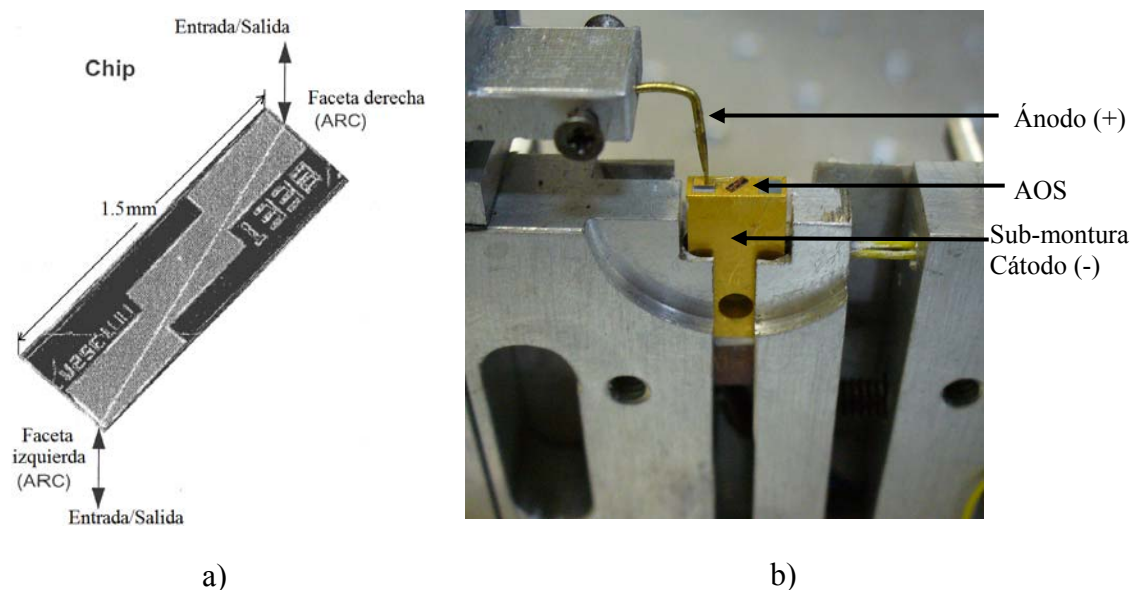 Entrada/Salida
Chip
Faceta derecha
(ARC)
1.5mm
Faceta
izquierda
(ARC)
Entrada/Salida
a)
Ánodo (+)
AOS
Sub-montura
Cátodo (-)
b)